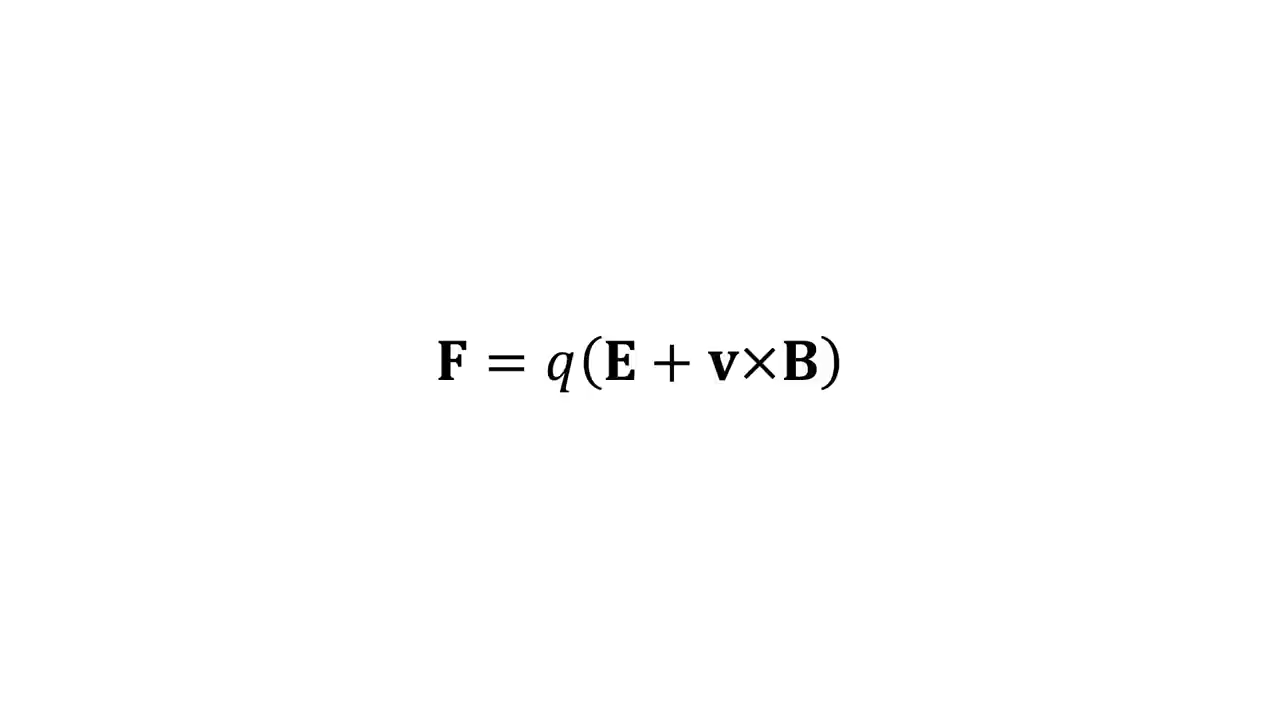 𝐅 = 𝑞(𝐄 + 𝐯×𝐁)